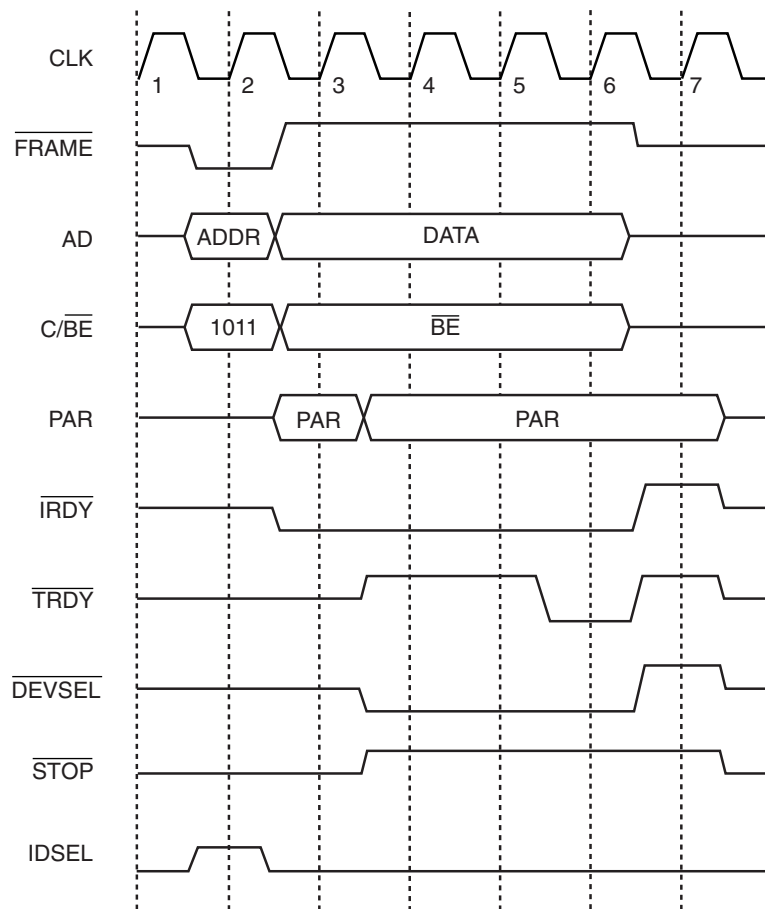 CLK
1 2 3 4 5 6 7
FRAME
AD ADDR DATA
C/BE 1011 BE
PAR PAR PAR
IRDY
TRDY
DEVSEL
STOP
IDSEL